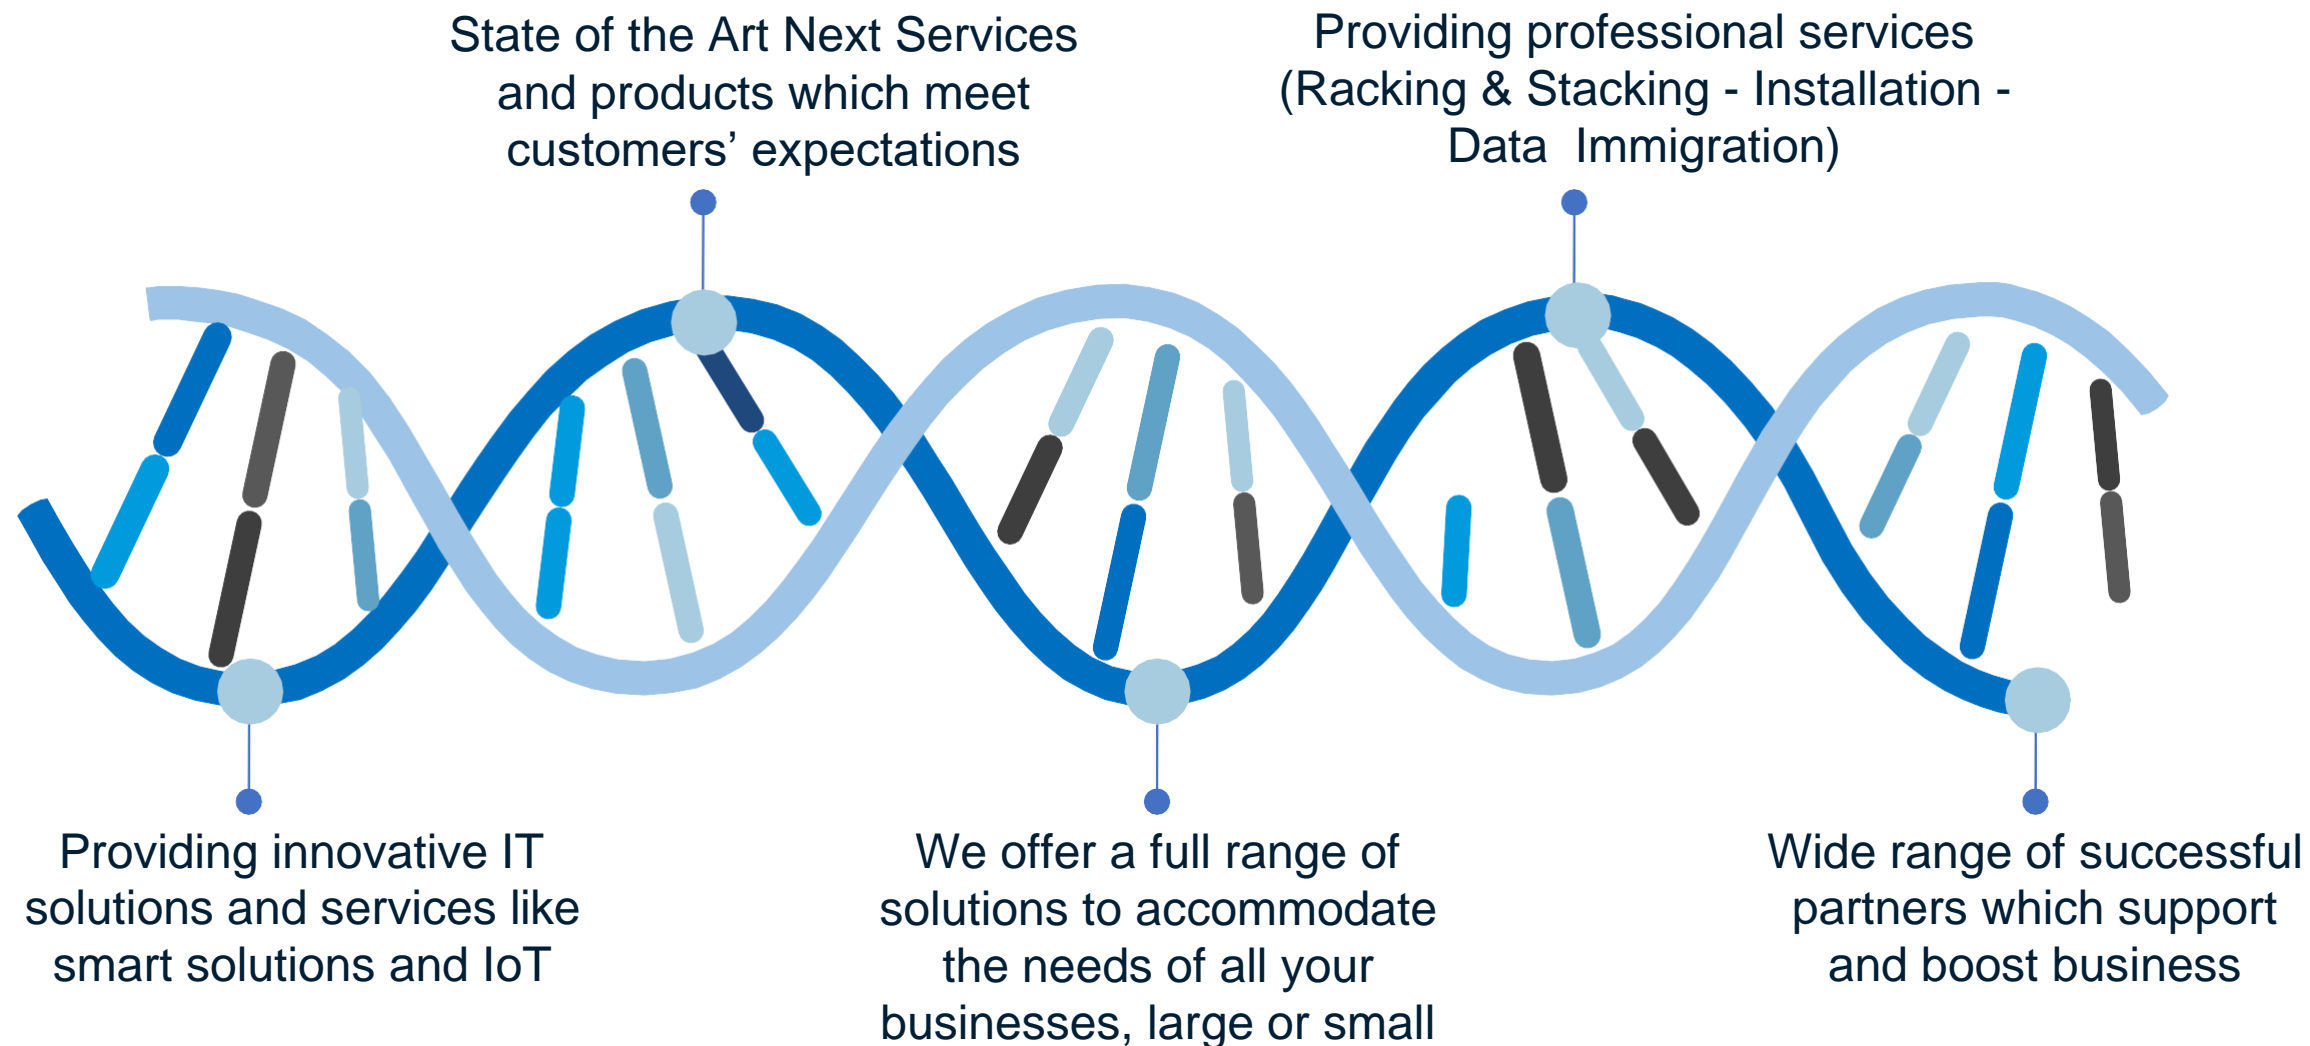 State of the Art Next Services
and products which meet
customers’ expectations
Providing professional services
(Racking & Stacking - Installation -
Data  Immigration)
Providing innovative IT
solutions and services like
smart solutions and IoT
We offer a full range of
solutions to accommodate
the needs of all your
businesses, large or small
Wide range of successful
partners which support
and boost business